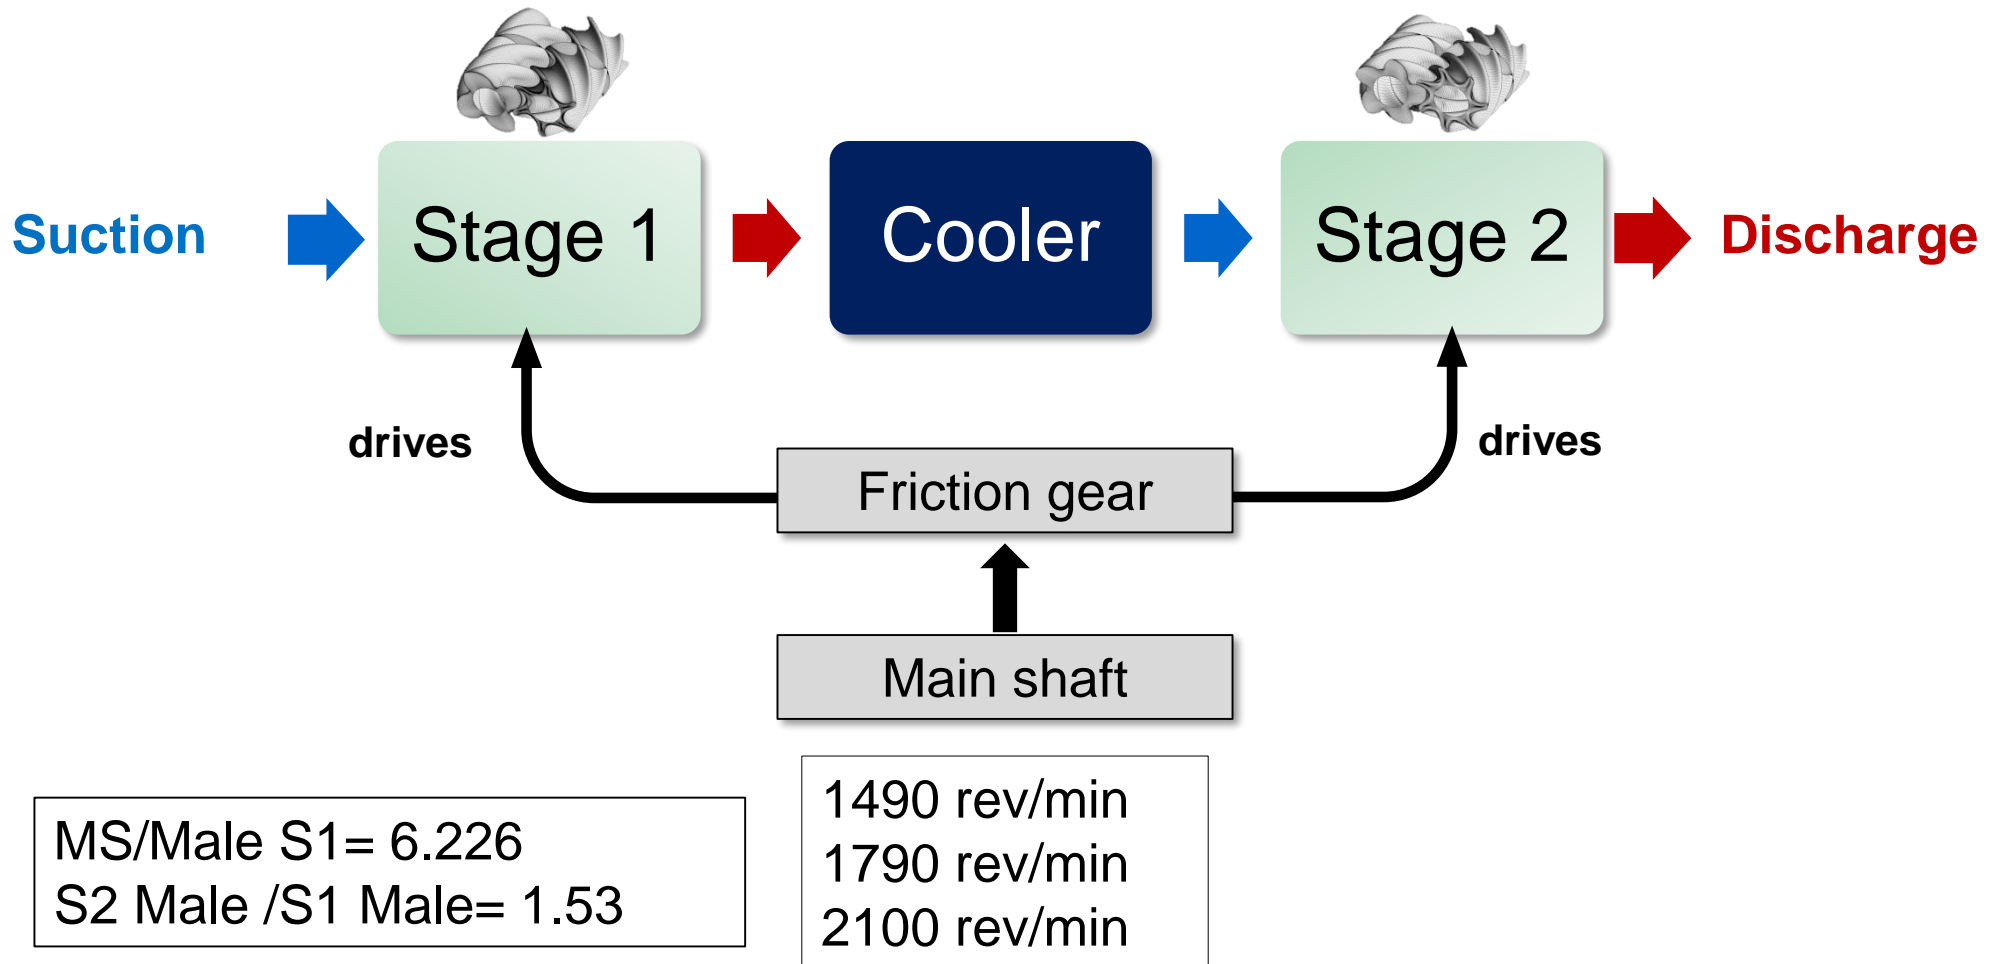 Suction
Stage 1
Cooler
Stage 2
Discharge
drives
drives
Friction gear
Main shaft
MS/Male S1= 6.226
S2 Male /S1 Male= 1.53
1490 rev/min
1790 rev/min
2100 rev/min